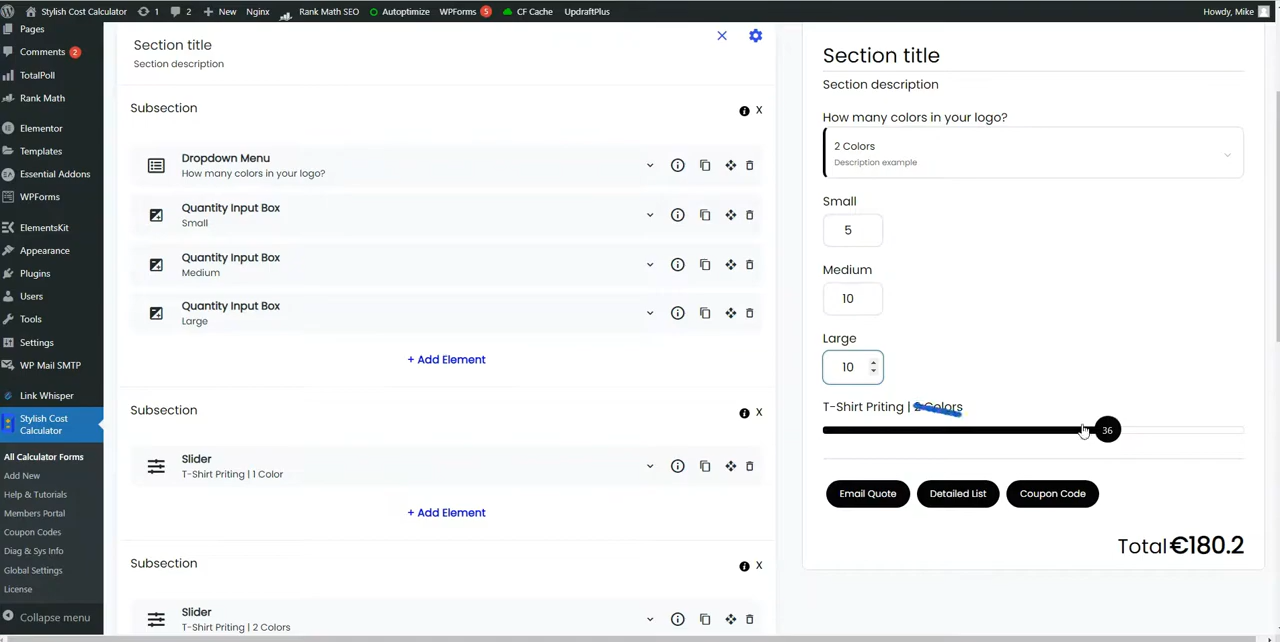 Stylish Cost Calculator
1
2
New
Nginx
Rank Math SEO
Autoptimize
WPForms
5
CF Cache
UpdraftPlus
Howdy, Mike
Pages
Comments 2
TotalPoll
Rank Math
Elementor
Templates
Essential Addons
WPForms
ElementsKit
Appearance
Plugins
Users
Tools
Settings
WP Mail SMTP
Link Whisper
Stylish Cost
Calculator
All Calculator Forms
Add New
Help & Tutorials
Members Portal
Coupon Codes
Diag & Sys Info
Global Settings
License
Collapse menu
Section title
Section description
Subsection
X
Dropdown Menu
How many colors in your logo?
Quantity Input Box
Small
Quantity Input Box
Medium
Quantity Input Box
Large
+ Add Element
Subsection
X
Slider
T-Shirt Priting | 1 Color
+ Add Element
Subsection
X
Slider
T-Shirt Priting | 2 Colors
Section title
Section description
How many colors in your logo?
2 Colors
Description example
Small
5
Medium
10
Large
10
T-Shirt Priting | 2 Colors
36
Email Quote
Detailed List
Coupon Code
Total €180.2